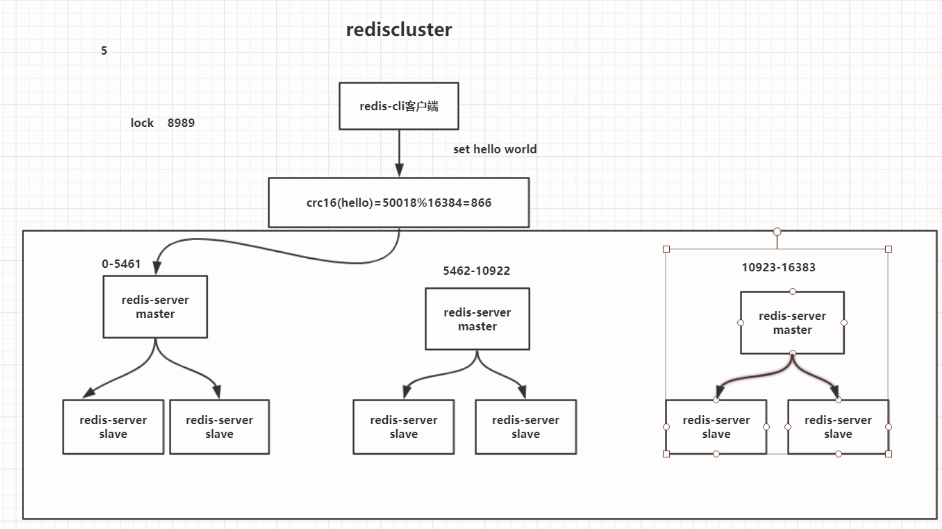 rediscluster
5
redis-cli客户端
lock 8989
set hello world
crc16(hello)=50018%16384=866
0-5461
5462-10922
10923-16383
redis-server
master
redis-server
master
redis-server
master
redis-server
slave
redis-server
slave
redis-server
slave
redis-server
slave
redis-server
slave
redis-server
slave